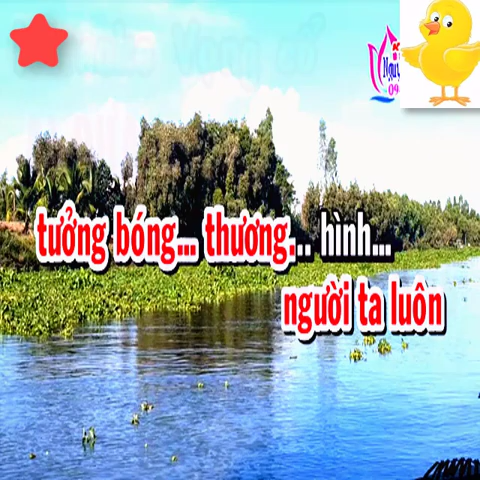 tưởng bóng... thương... hình...
người ta luôn